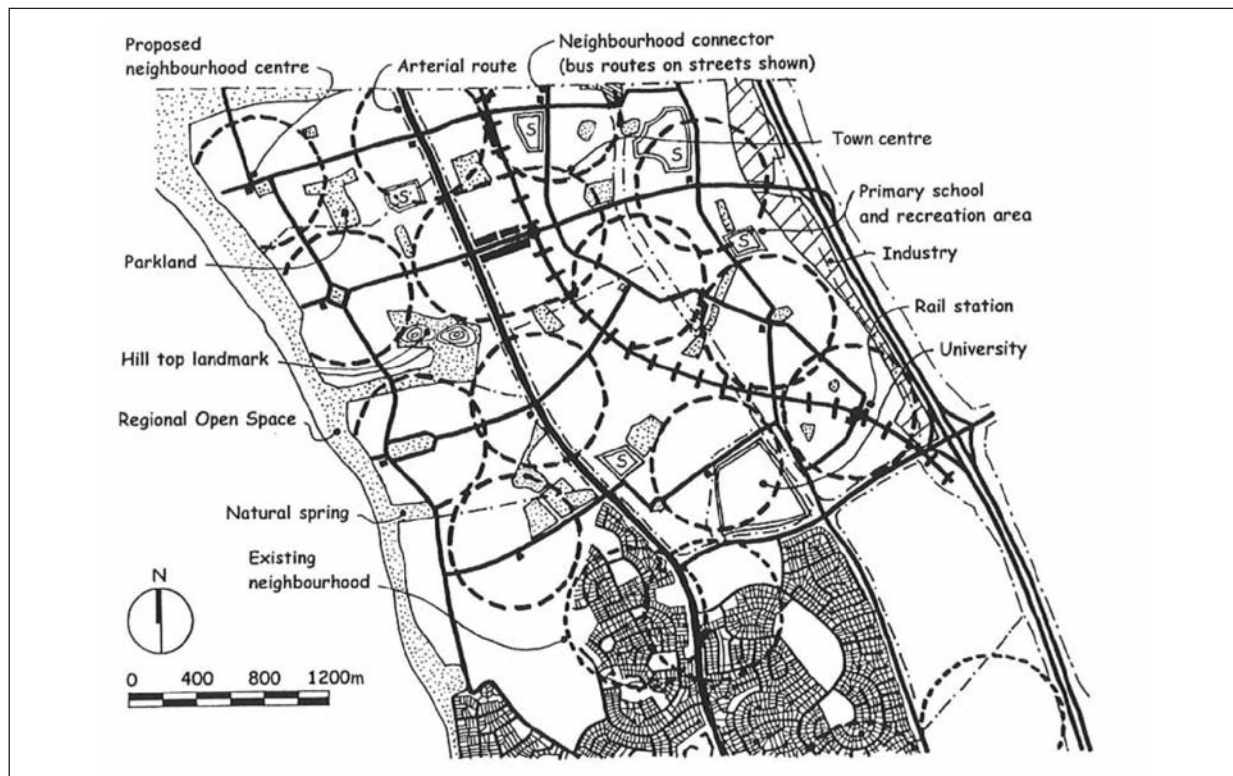 Proposed
neighbourhood centre
Arterial route
Neighbourhood connector
(bus routes on streets shown)
Town centre
Primary school
and recreation area
Industry
Rail station
University
Parkland
Hill top landmark
Regional Open Space
Natural spring
Existing
neighbourhood
S
S
S
S
S
S
N
0 400 800 1200m